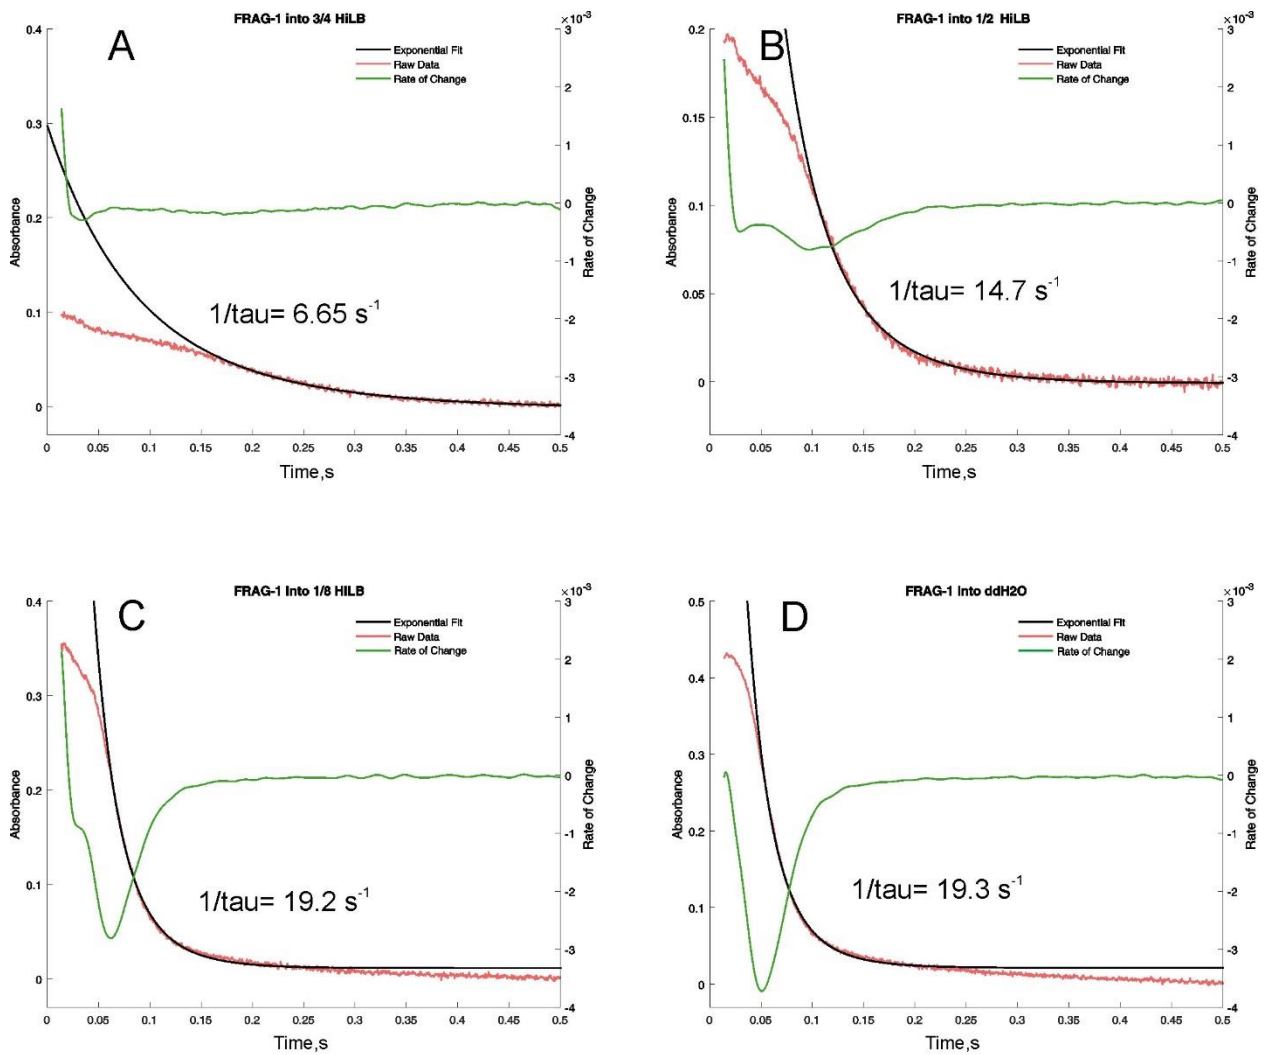 FRAG-1 into 3/4 HiLB
A
Exponential Fit
Raw Data
Rate of Change
×10⁻³
0.4
0.3
0.2
0.1
0
Absorbance
3
2
1
0
-1
-2
-3
-4
Rate of Change
1/tau= 6.65 s⁻¹
0 0.05 0.1 0.15 0.2 0.25 0.3 0.35 0.4 0.45 0.5
Time,s
FRAG-1 into 1/2 HiLB
B
Exponential Fit
Raw Data
Rate of Change
×10⁻³
0.2
0.15
0.1
0.05
0
Absorbance
3
2
1
0
-1
-2
-3
-4
Rate of Change
1/tau= 14.7 s⁻¹
0 0.05 0.1 0.15 0.2 0.25 0.3 0.35 0.4 0.45 0.5
Time,s
FRAG-1 Into 1/8 HiLB
C
Exponential Fit
Raw Data
Rate of Change
×10⁻³
0.4
0.3
0.2
0.1
0
Absorbance
3
2
1
0
-1
-2
-3
-4
Rate of Change
1/tau= 19.2 s⁻¹
0 0.05 0.1 0.15 0.2 0.25 0.3 0.35 0.4 0.45 0.5
Time,s
FRAG-1 Into ddH2O
D
Exponential Fit
Raw Data
Rate of Change
×10⁻³
0.5
0.4
0.3
0.2
0.1
0
Absorbance
3
2
1
0
-1
-2
-3
-4
Rate of Change
1/tau= 19.3 s⁻¹
0 0.05 0.1 0.15 0.2 0.25 0.3 0.35 0.4 0.45 0.5
Time,s